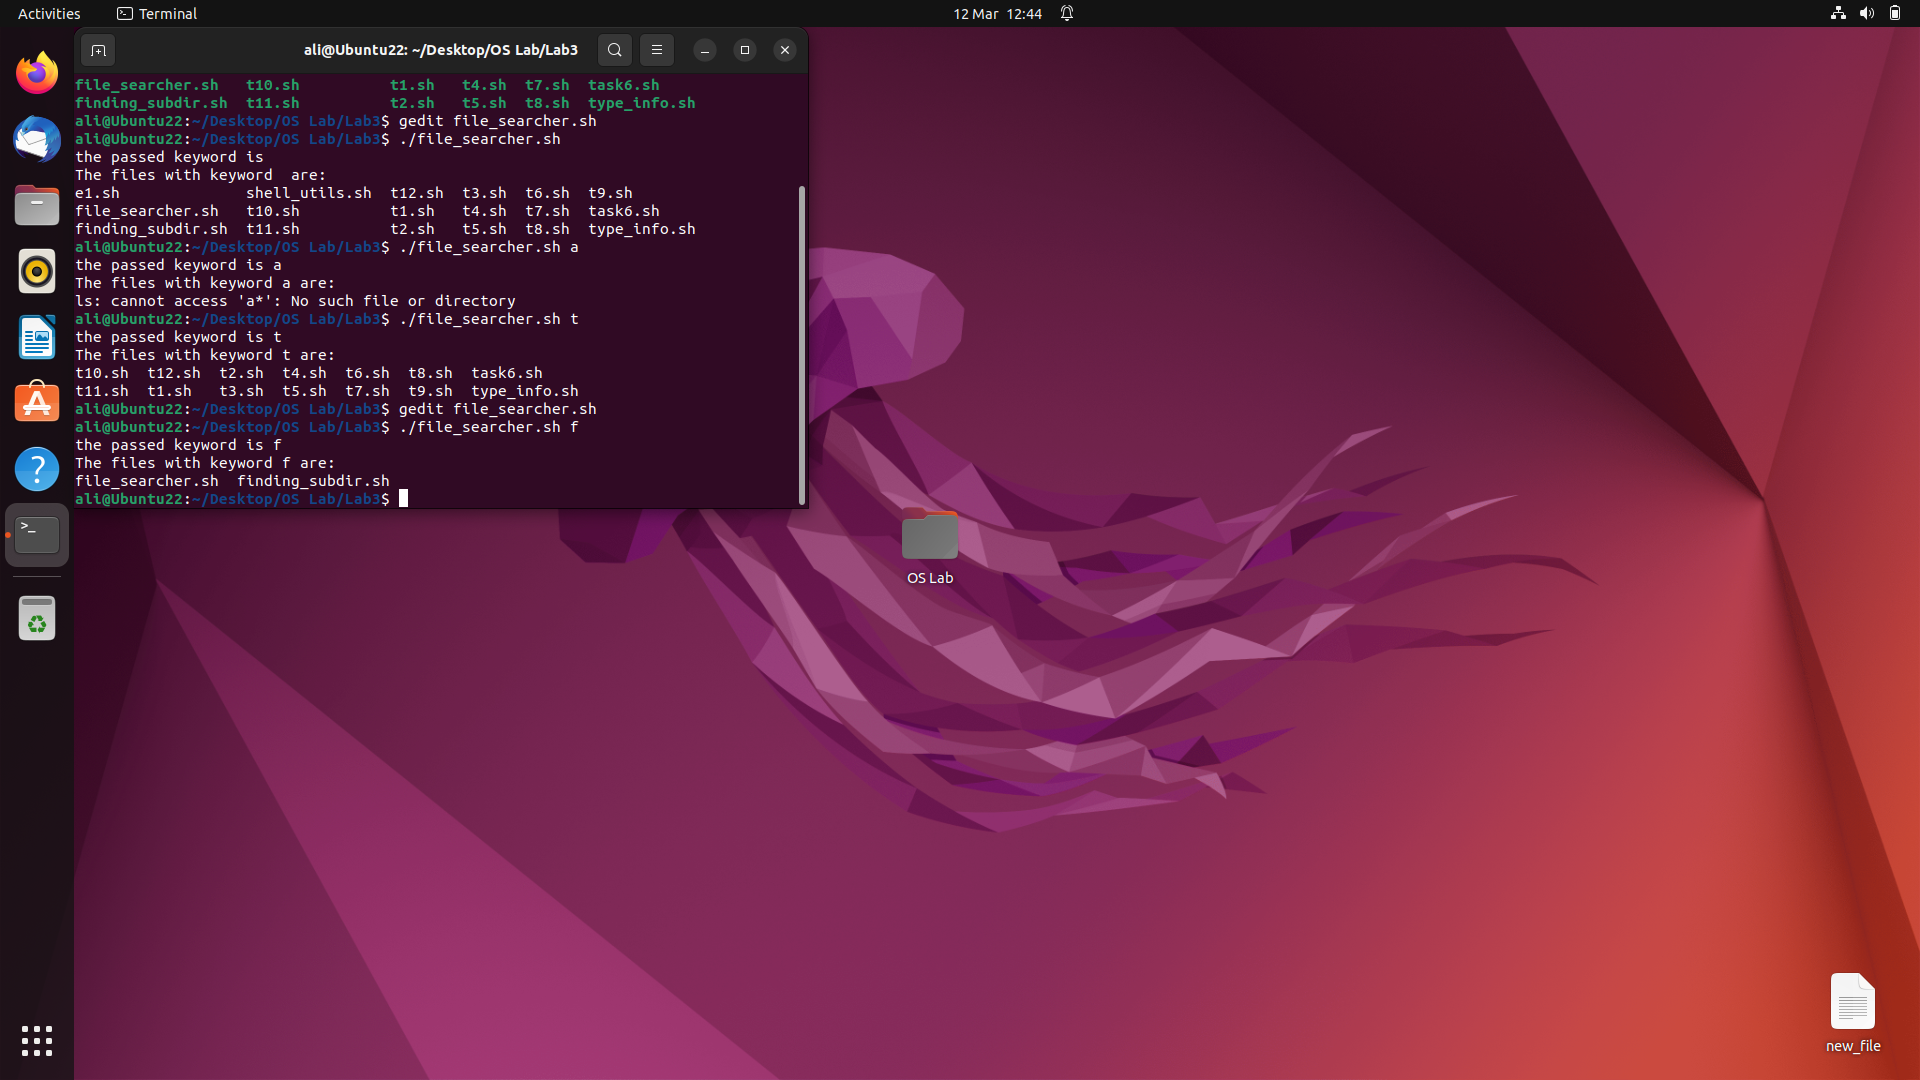 Activities Terminal 12 Mar 12:44
ali@Ubuntu22: ~/Desktop/OS Lab/Lab3
file_searcher.sh   t10.sh          t1.sh   t4.sh  t7.sh  task6.sh
finding_subdir.sh  t11.sh          t2.sh   t5.sh  t8.sh  type_info.sh
ali@Ubuntu22:~/Desktop/OS Lab/Lab3$ gedit file_searcher.sh
ali@Ubuntu22:~/Desktop/OS Lab/Lab3$ ./file_searcher.sh
the passed keyword is
The files with keyword  are:
e1.sh              shell_utils.sh  t12.sh  t3.sh  t6.sh  t9.sh
file_searcher.sh   t10.sh          t1.sh   t4.sh  t7.sh  task6.sh
finding_subdir.sh  t11.sh          t2.sh   t5.sh  t8.sh  type_info.sh
ali@Ubuntu22:~/Desktop/OS Lab/Lab3$ ./file_searcher.sh a
the passed keyword is a
The files with keyword a are:
ls: cannot access 'a*': No such file or directory
ali@Ubuntu22:~/Desktop/OS Lab/Lab3$ ./file_searcher.sh t
the passed keyword is t
The files with keyword t are:
t10.sh  t12.sh  t2.sh  t4.sh  t6.sh  t8.sh  task6.sh
t11.sh  t1.sh   t3.sh  t5.sh  t7.sh  t9.sh  type_info.sh
ali@Ubuntu22:~/Desktop/OS Lab/Lab3$ gedit file_searcher.sh
ali@Ubuntu22:~/Desktop/OS Lab/Lab3$ ./file_searcher.sh f
the passed keyword is f
The files with keyword f are:
file_searcher.sh  finding_subdir.sh
ali@Ubuntu22:~/Desktop/OS Lab/Lab3$
OS Lab
new_file